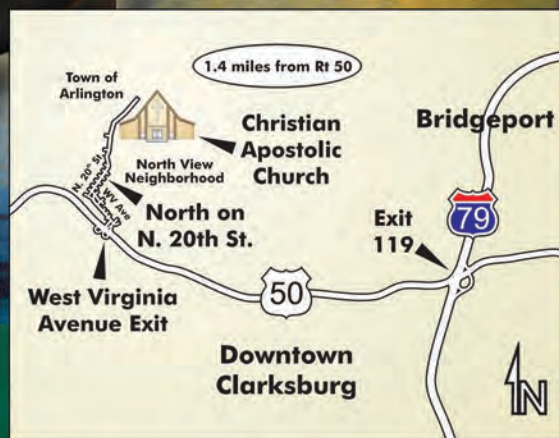 1.4 miles from Rt 50
Town of
Arlington
Christian
Apostolic
Church
Bridgeport
North View
Neighborhood
N. 20th St.
WV Ave
North on
N. 20th St.
Exit
119
79
West Virginia
Avenue Exit
50
Downtown
Clarksburg
N